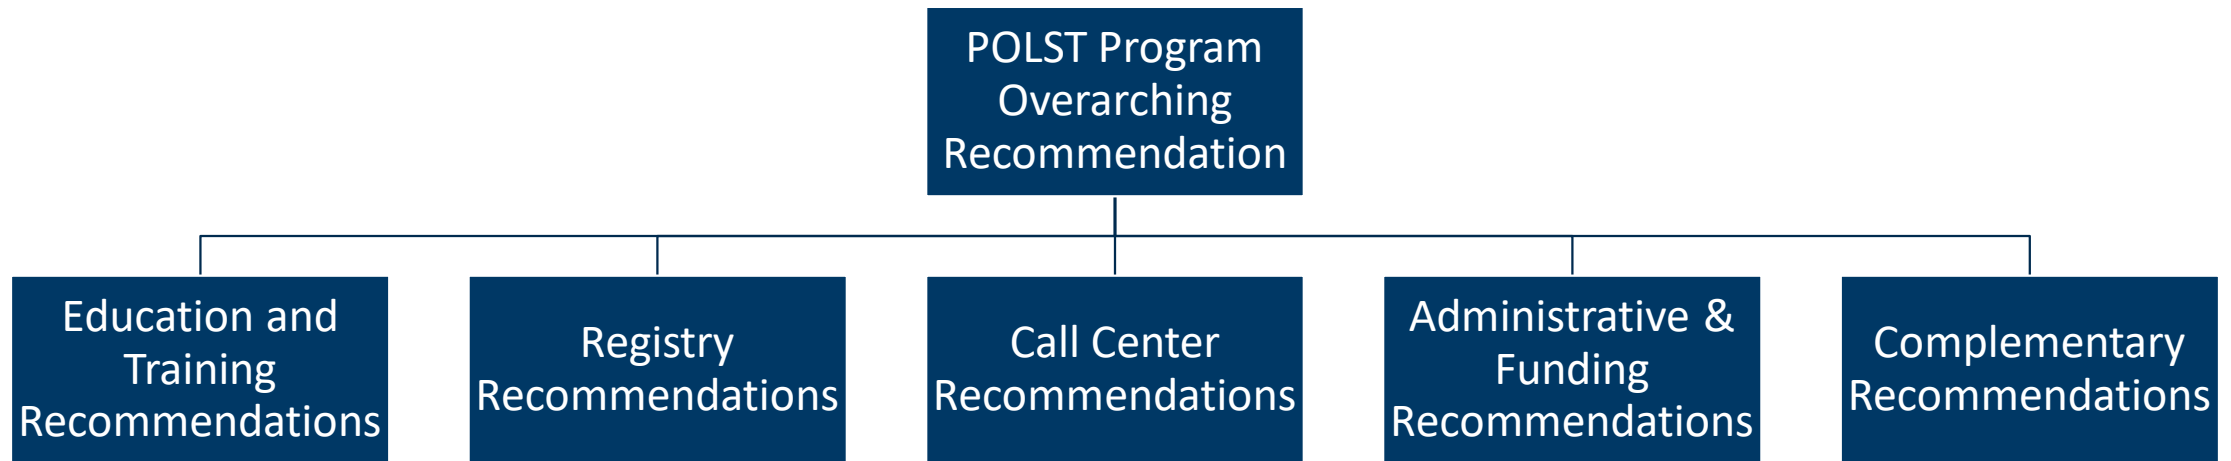 POLST Program
Overarching
Recommendation
Education and
Training
Recommendations
Registry
Recommendations
Call Center
Recommendations
Administrative &
Funding
Recommendations
Complementary
Recommendations